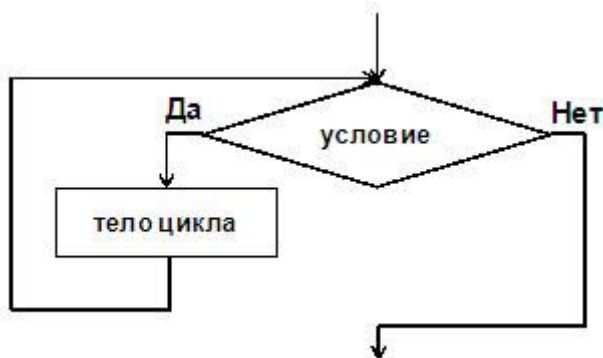 Да
Нет
условие
тело цикла